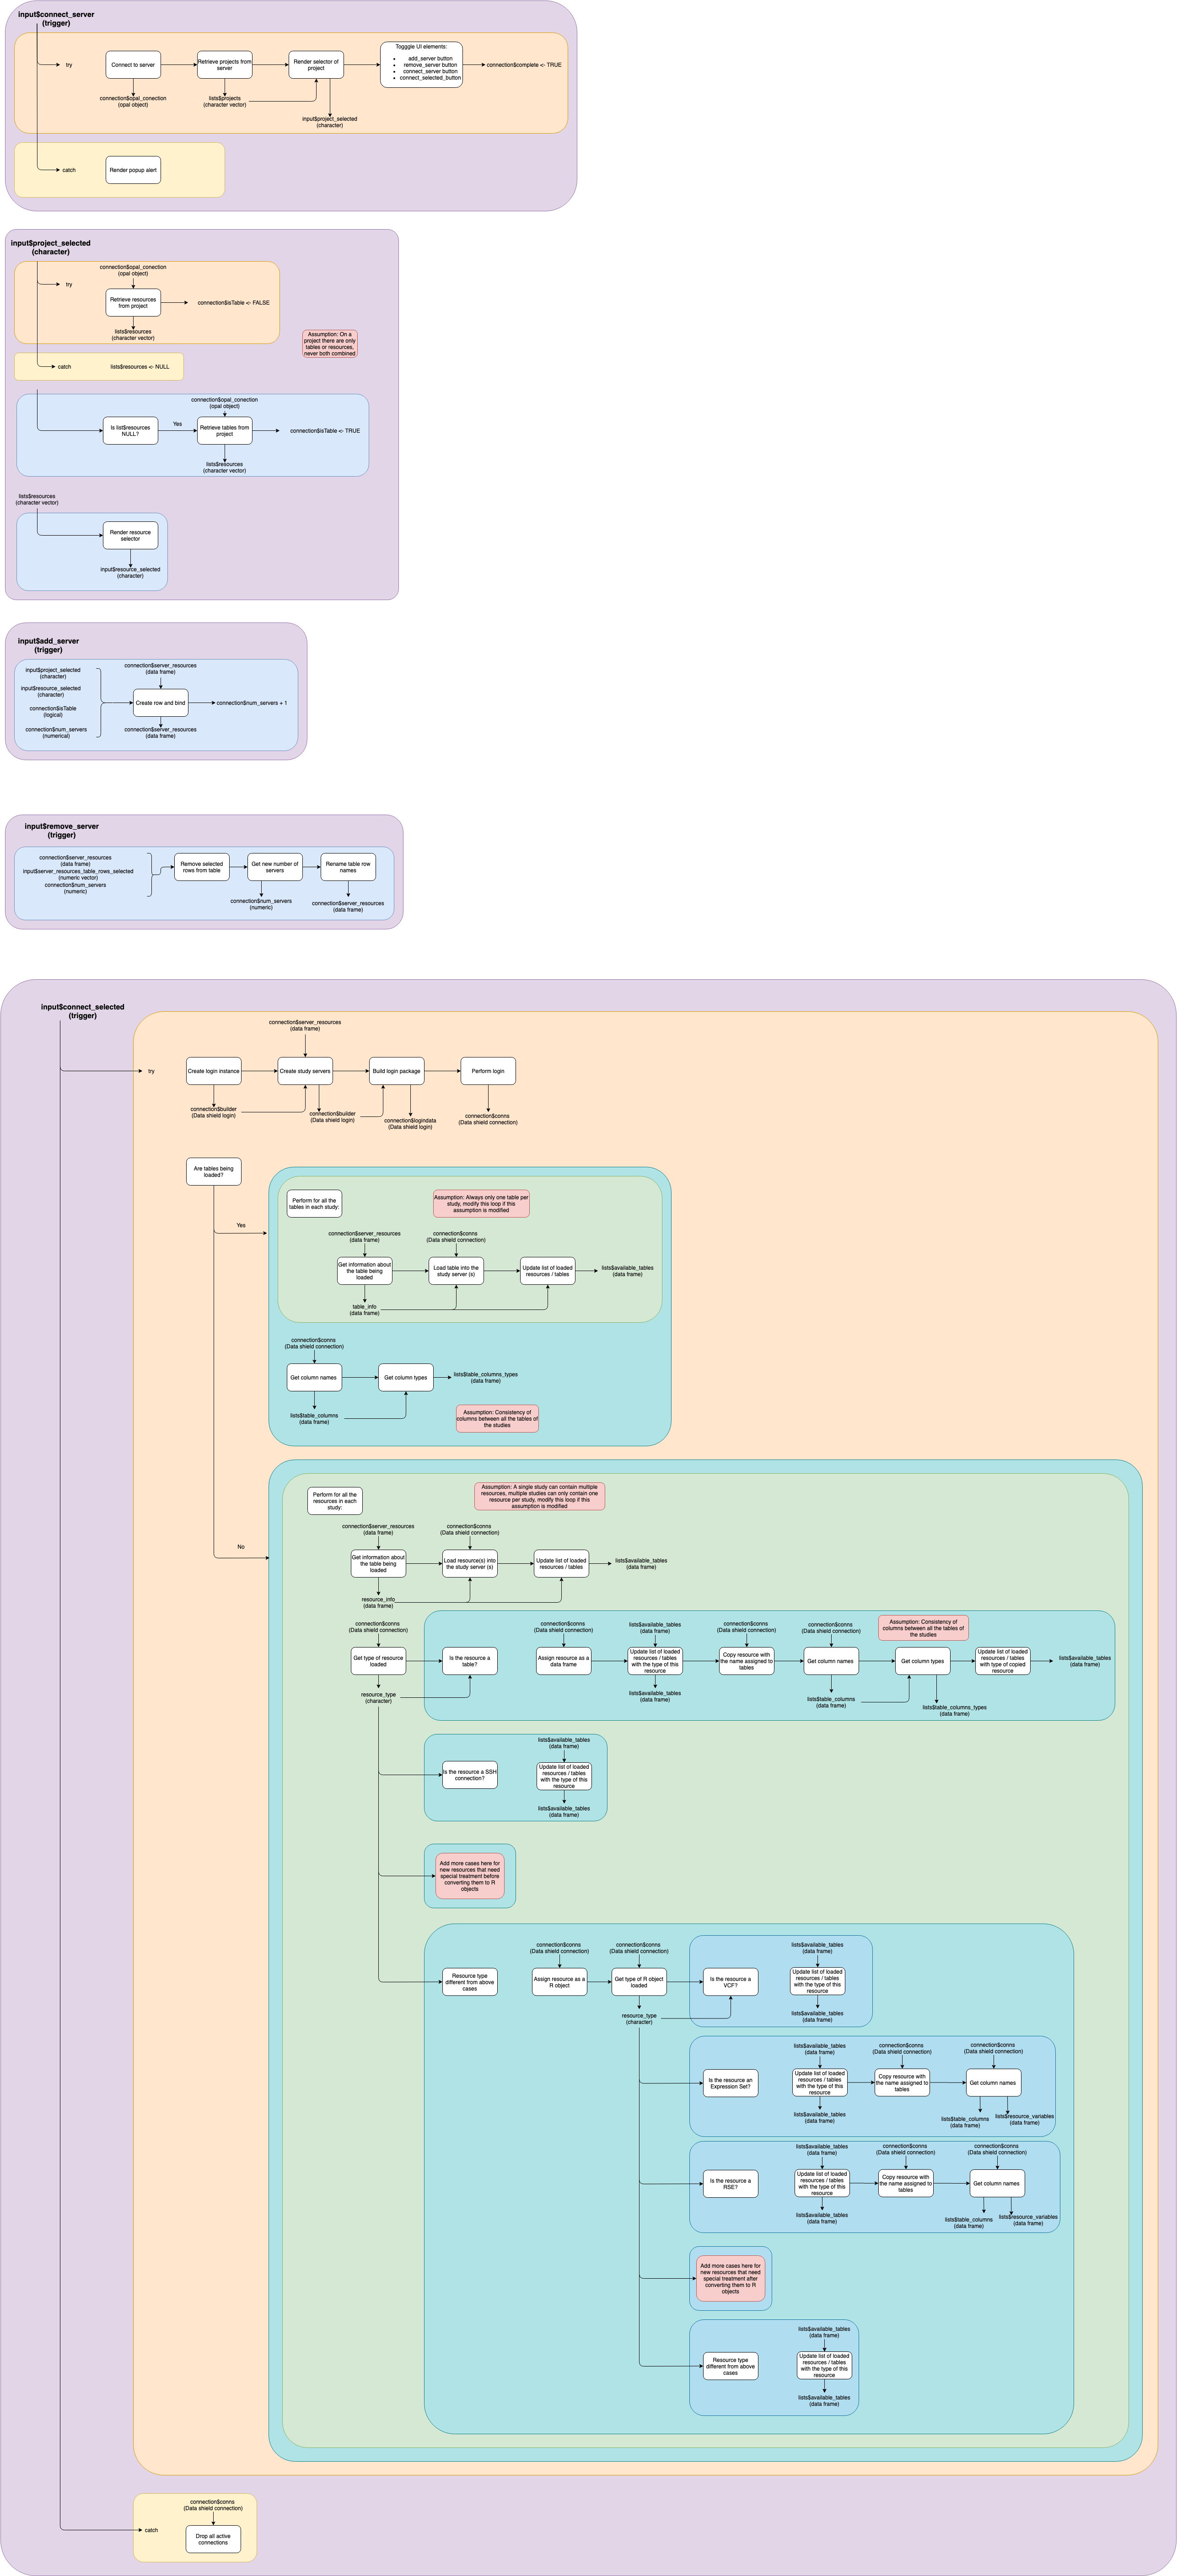 input$connect_server
(trigger)
try
Connect to server
Retrieve projects from
server
Render selector of
project
Togggle UI elements:
• add_server button
• remove_server button
• connect_server button
• connect_selected_button
connection$complete <- TRUE
connection$opal_conection
(opal object)
lists$projects
(character vector)
input$project_selected
(character)
catch
Render popup alert
input$project_selected
(character)
connection$opal_conection
(opal object)
try
Retrieve resources
from project
connection$isTable <- FALSE
lists$resources
(character vector)
Assumption: On a
project there are only
tables or resources,
never both combined
catch
lists$resources <- NULL
connection$opal_conection
(opal object)
Is list$resources
NULL?
Yes
Retrieve tables from
project
connection$isTable <- TRUE
lists$resources
(character vector)
lists$resources
(character vector)
Render resource
selector
input$resource_selected
(character)
input$add_server
(trigger)
input$project_selected
(character)
input$resource_selected
(character)
connection$isTable
(logical)
connection$num_servers
(numerical)
connection$server_resources
(data frame)
Create row and bind
connection$num_servers + 1
connection$server_resources
(data frame)
input$remove_server
(trigger)
connection$server_resources
(data frame)
input$server_resources_table_rows_selected
(numeric vector)
connection$num_servers
(numeric)
Remove selected
rows from table
Get new number of
servers
Rename table row
names
connection$num_servers
(numeric)
connection$server_resources
(data frame)
input$connect_selected
(trigger)
connection$server_resources
(data frame)
try
Create login instance
Create study servers
Build login package
Perform login
connection$builder
(Data shield login)
connection$builder
(Data shield login)
connection$logindata
(Data shield login)
connection$conns
(Data shield connection)
Are tables being
loaded?
Yes
Perform for all the
tables in each study:
Assumption: Always only one table per
study, modify this loop if this
assumption is modified
connection$server_resources
(data frame)
connection$conns
(Data shield connection)
Get information about
the table being
loaded
Load table into the
study server (s)
Update list of loaded
resources / tables
lists$available_tables
(data frame)
table_info
(data frame)
connection$conns
(Data shield connection)
Get column names
Get column types
lists$table_columns_types
(data frame)
lists$table_columns
(data frame)
Assumption: Consistency of
columns between all the tables of
the studies
No
Perform for all the
resources in each
study:
Assumption: A single study can contain multiple
resources, multiple studies can only contain one
resource per study, modify this loop if this
assumption is modified
connection$server_resources
(data frame)
connection$conns
(Data shield connection)
Get information about
the table being
loaded
Load resource(s) into
the study server (s)
Update list of loaded
resources / tables
lists$available_tables
(data frame)
resource_info
(data frame)
connection$conns
(Data shield connection)
Get type of resource
loaded
resource_type
(character)
Is the resource a
table?
connection$conns
(Data shield connection)
Assign resource as a
data frame
lists$available_tables
(data frame)
Update list of loaded
resources / tables
with the type of this
resource
lists$available_tables
(data frame)
connection$conns
(Data shield connection)
Copy resource with
the name assigned to
tables
connection$conns
(Data shield connection)
Get column names
lists$table_columns
(data frame)
Assumption: Consistency of
columns between all the tables of
the studies
Get column types
lists$table_columns_types
(data frame)
Update list of loaded
resources / tables
with type of copied
resource
lists$available_tables
(data frame)
Is the resource a SSH
connection?
lists$available_tables
(data frame)
Update list of loaded
resources / tables
with the type of this
resource
lists$available_tables
(data frame)
Add more cases here for
new resources that need
special treatment before
converting them to R
objects
Resource type
different from above
cases
connection$conns
(Data shield connection)
Assign resource as a
R object
connection$conns
(Data shield connection)
Get type of R object
loaded
resource_type
(character)
Is the resource a
VCF?
lists$available_tables
(data frame)
Update list of loaded
resources / tables
with the type of this
resource
lists$available_tables
(data frame)
Is the resource an
Expression Set?
lists$available_tables
(data frame)
Update list of loaded
resources / tables
with the type of this
resource
lists$available_tables
(data frame)
connection$conns
(Data shield connection)
Copy resource with
the name assigned to
tables
connection$conns
(Data shield connection)
Get column names
lists$table_columns
(data frame)
lists$resource_variables
(data frame)
Is the resource a
RSE?
lists$available_tables
(data frame)
Update list of loaded
resources / tables
with the type of this
resource
lists$available_tables
(data frame)
connection$conns
(Data shield connection)
Copy resource with
the name assigned to
tables
connection$conns
(Data shield connection)
Get column names
lists$table_columns
(data frame)
lists$resource_variables
(data frame)
Add more cases here for
new resources that need
special treatment after
converting them to R
objects
Resource type
different from above
cases
lists$available_tables
(data frame)
Update list of loaded
resources / tables
with the type of this
resource
lists$available_tables
(data frame)
connection$conns
(Data shield connection)
catch
Drop all active
connections